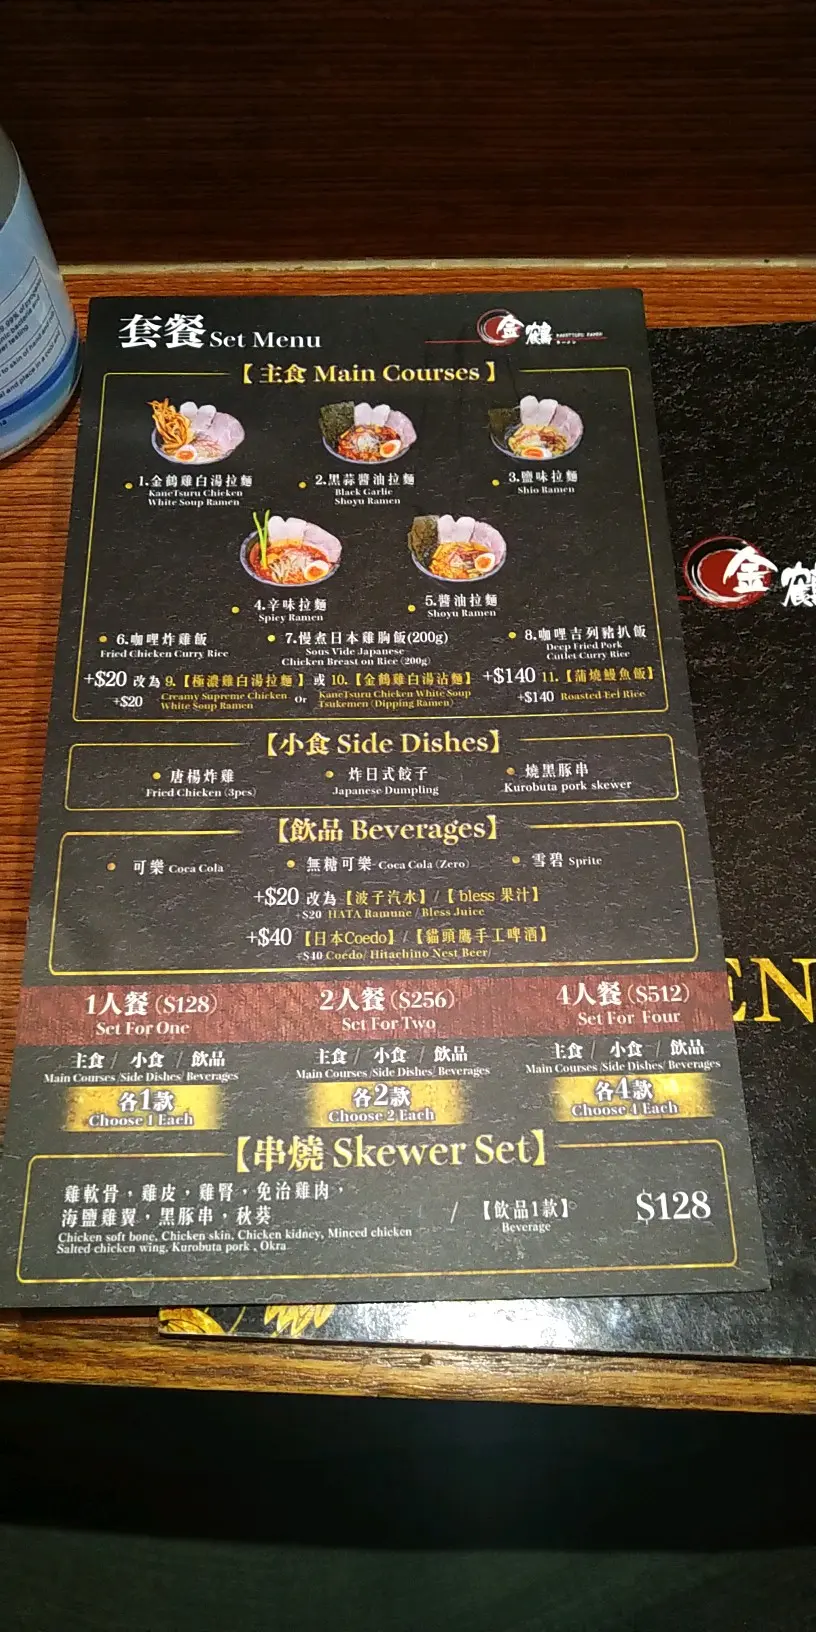 套餐 Set Menu
金鶴
KANETSURU RAMEN
【主食 Main Courses】
1.金鶴雞白湯拉麵
KaneTsuru Chicken
White Soup Ramen
2.黑蒜醬油拉麵
Black Garlic
Shoyu Ramen
3.鹽味拉麵
Shio Ramen
4.辛味拉麵
Spicy Ramen
5.醬油拉麵
Shoyu Ramen
6.咖哩炸雞飯
Fried Chicken Curry Rice
7.慢煮日本雞胸飯(200g)
Sous Vide Japanese
Chicken Breast on Rice (200g)
8.咖哩吉列豬扒飯
Deep Fried Pork
Cutlet Curry Rice
+$20 改為 9.【極濃雞白湯拉麵】或 10.【金鶴雞白湯沾麵】
+$20 Creamy Supreme Chicken
White Soup Ramen
Or
KaneTsuru Chicken White Soup
Tsukemen (Dipping Ramen)
+$140 11.【蒲燒鰻魚飯】
+$140 Roasted Eel Rice
【小食 Side Dishes】
唐楊炸雞
Fried Chicken (3pcs)
炸日式餃子
Japanese Dumpling
燒黑豚串
Kurobuta pork skewer
【飲品 Beverages】
可樂 Coca Cola
無糖可樂 Coca Cola (Zero)
雪碧 Sprite
+$20 改為【波子汽水】/【bless 果汁】
+$20 HATA Ramune / Bless Juice
+$40【日本Coedo】/【貓頭鷹手工啤酒】
+$40 Coedo/ Hitachino Nest Beer/
1人餐 ($128)
Set For One
2人餐 ($256)
Set For Two
4人餐 ($512)
Set For Four
主食 / 小食 / 飲品
Main Courses/Side Dishes/Beverages
各1款
Choose 1 Each
主食 / 小食 / 飲品
Main Courses/Side Dishes/Beverages
各2款
Choose 2 Each
主食 / 小食 / 飲品
Main Courses/Side Dishes/Beverages
各4款
Choose 4 Each
【串燒 Skewer Set】
雞軟骨，雞皮，雞腎，免治雞肉，
海鹽雞翼，黑豚串，秋葵
Chicken soft bone, Chicken skin, Chicken kidney, Minced chicken
Salted chicken wing, Kurobuta pork , Okra
/
【飲品1款】
Beverage
$128
金鶴
EN